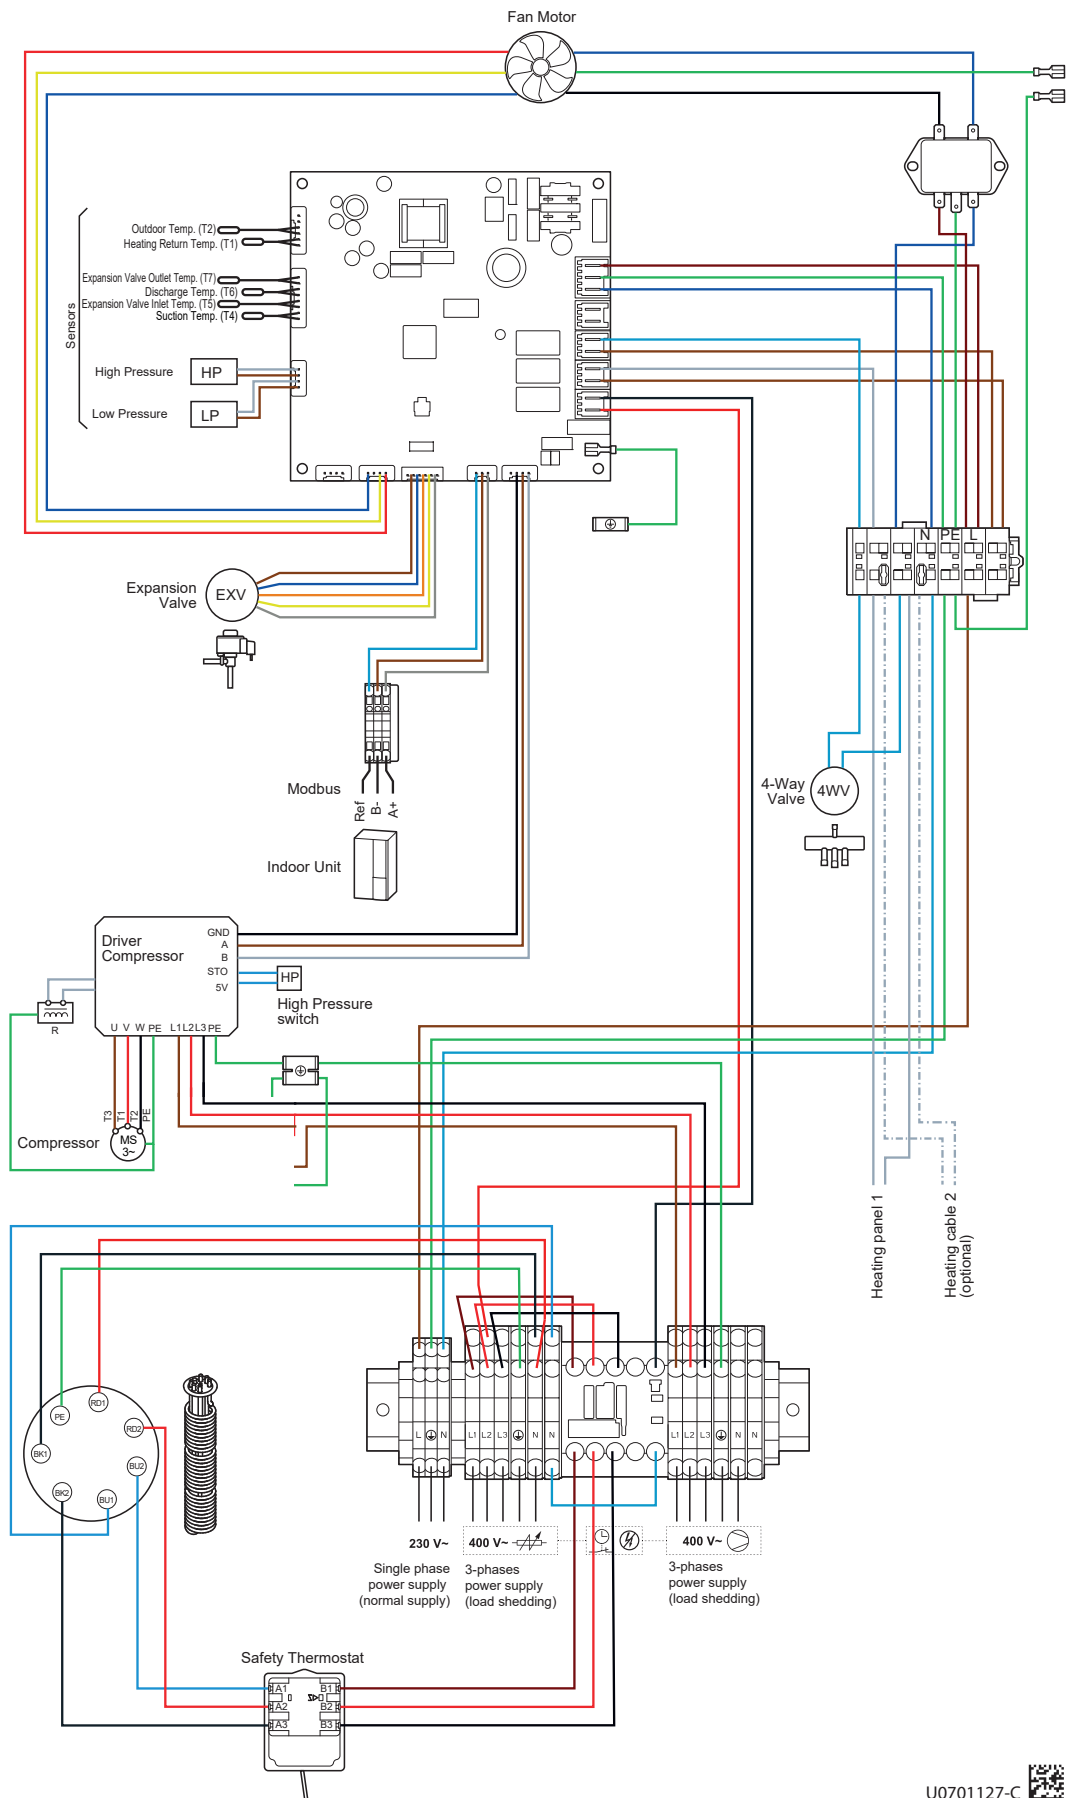 Fan Motor
Sensors
Outdoor Temp. (T2)
Heating Return Temp. (T1)
Expansion Valve Outlet Temp. (T7)
Discharge Temp. (T6)
Expansion Valve Inlet Temp. (T5)
Suction Temp. (T4)
High Pressure
HP
Low Pressure
LP
N PE L
Expansion
Valve
EXV
Modbus
Ref
B-
A+
Indoor Unit
4-Way
Valve
4WV
Driver
Compressor
GND
A
B
STO
5V
HP
High Pressure
switch
R
U V W PE L1 L2 L3 PE
T3
T1
T2
PE
Compressor
MS
3~
Heating panel 1
Heating cable 2
(optional)
RD1
PE
RD2
BK1
BU2
BK2
BU1
L N L1 L2 L3 N N L1 L2 L3 N N
230 V~
400 V~
400 V~
Single phase
power supply
(normal supply)
3-phases
power supply
(load shedding)
3-phases
power supply
(load shedding)
Safety Thermostat
A1 B1
A2 B2
A3 B3
U0701127-C